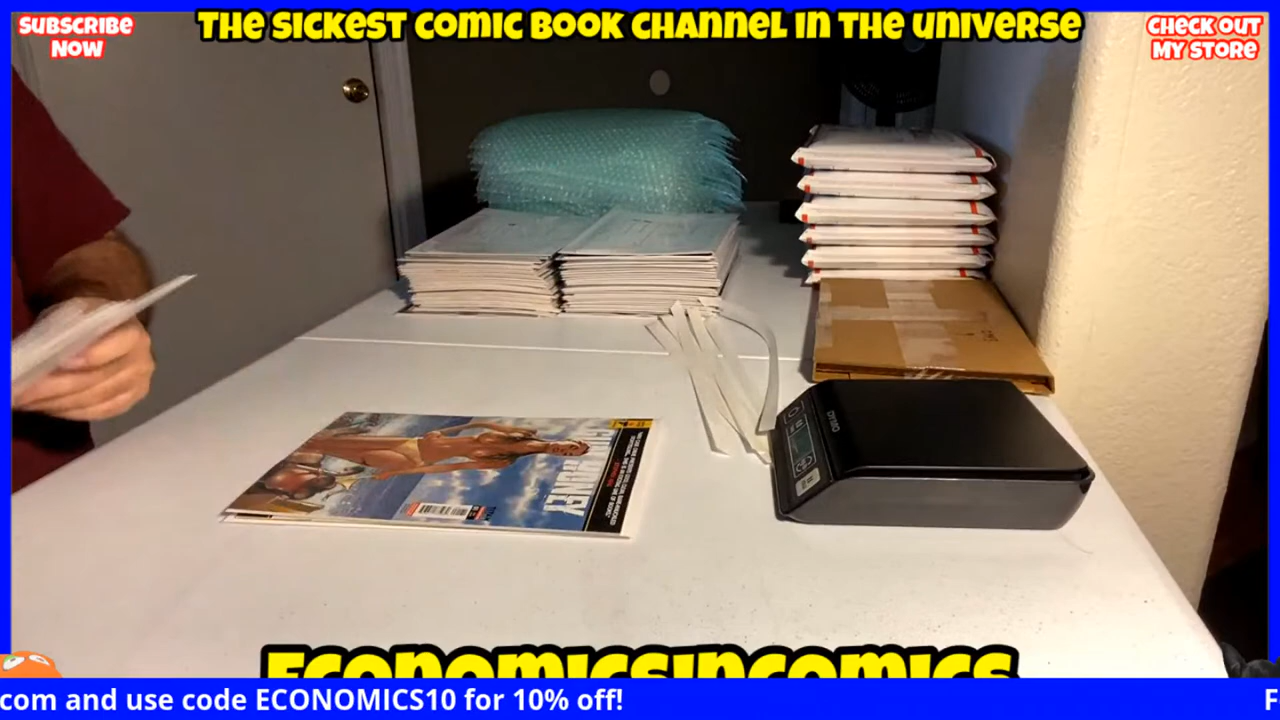 SUBSCRIBE
NOW
THE SICKEST COMIC BOOK CHANNEL IN THE UNIVERSE
CHECK OUT
MY STORE
DYMO
ECONOMICSINCOMICS
com and use code ECONOMICS10 for 10% off!
F